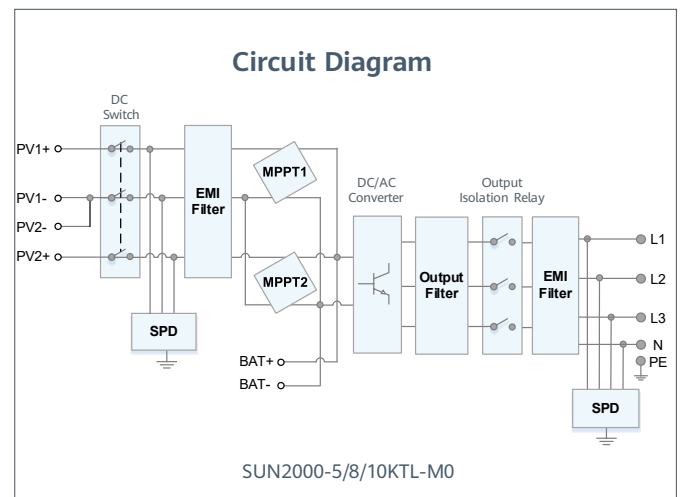 Circuit Diagram
DC
Switch
PV1+
PV1-
PV2-
PV2+
EMI
Filter
MPPT1
MPPT2
DC/AC
Converter
Output
Filter
Output
Isolation Relay
EMI
Filter
L1
L2
L3
N
PE
SPD
BAT+
BAT-
SPD
SUN2000-5/8/10KTL-M0